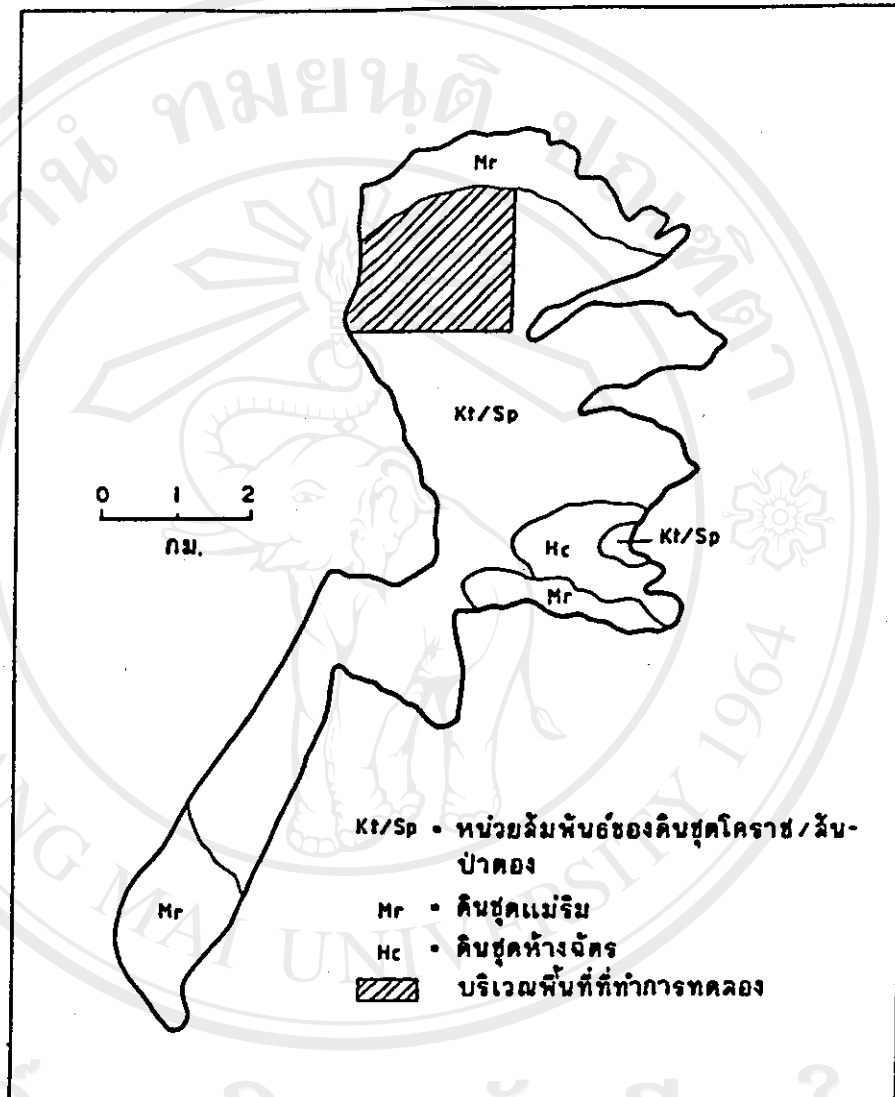 Mr
Kt/Sp
0 1 2
กม.
Hc
Kt/Sp
Mr
Mr
Kt/Sp = หน่วยสัมพันธ์ของดินชุดโคราช/สัน-
ป่าตอง
Mr = ดินชุดแม่ริม
Hc = ดินชุดห้างฉัตร
บริเวณพื้นที่ที่ทำการทดลอง
MAI UNIVERSITY 1964